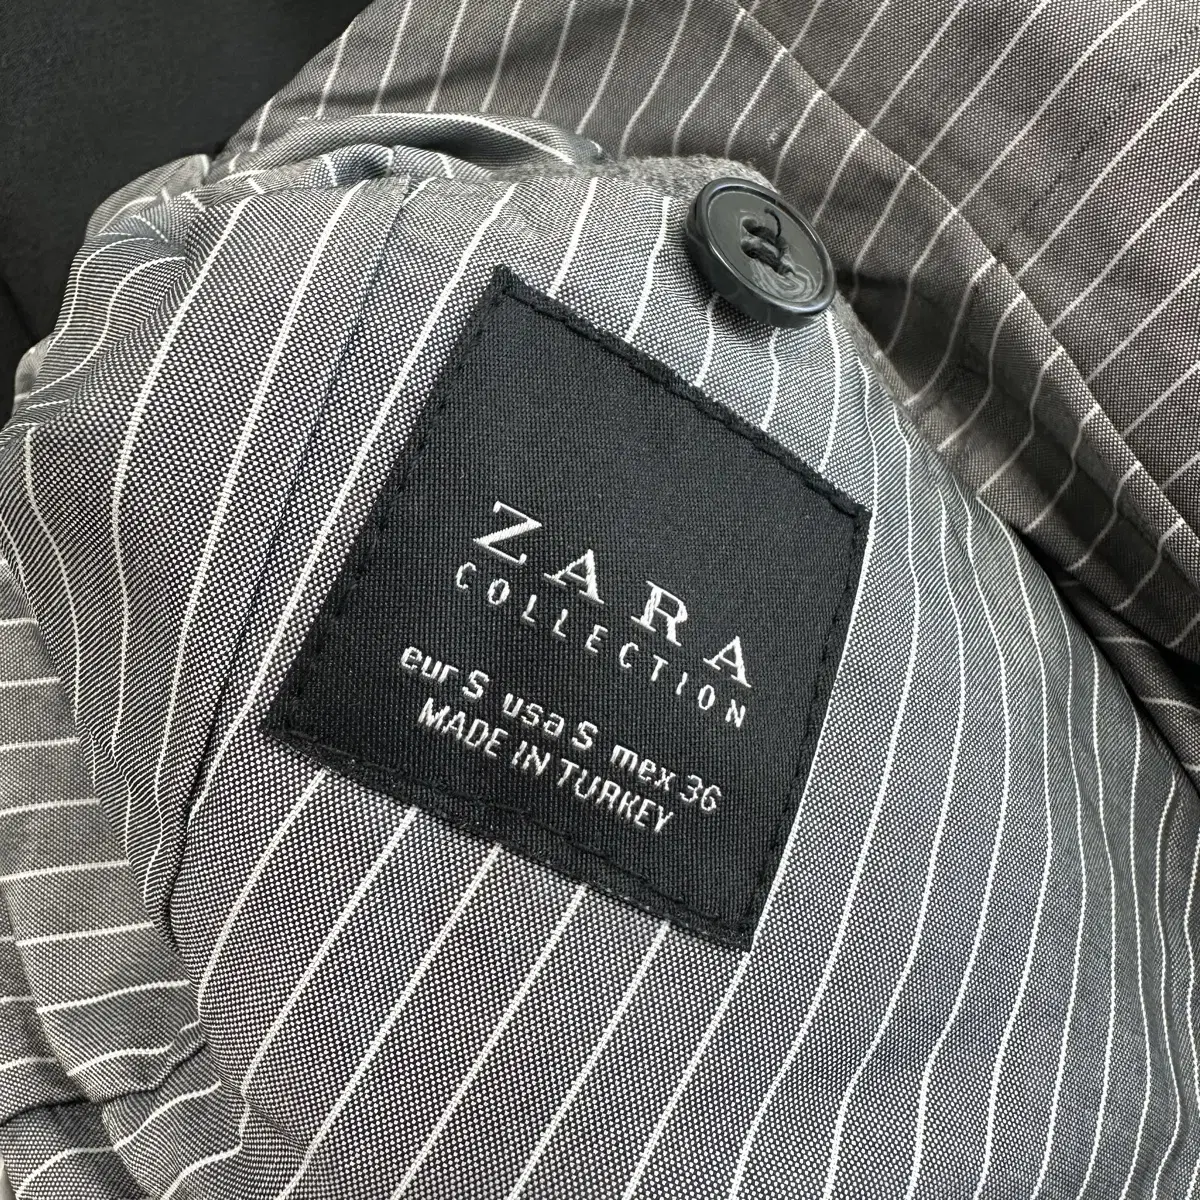 ZARA
COLLECTION
eur S usa S mex 36
MADE IN TURKEY